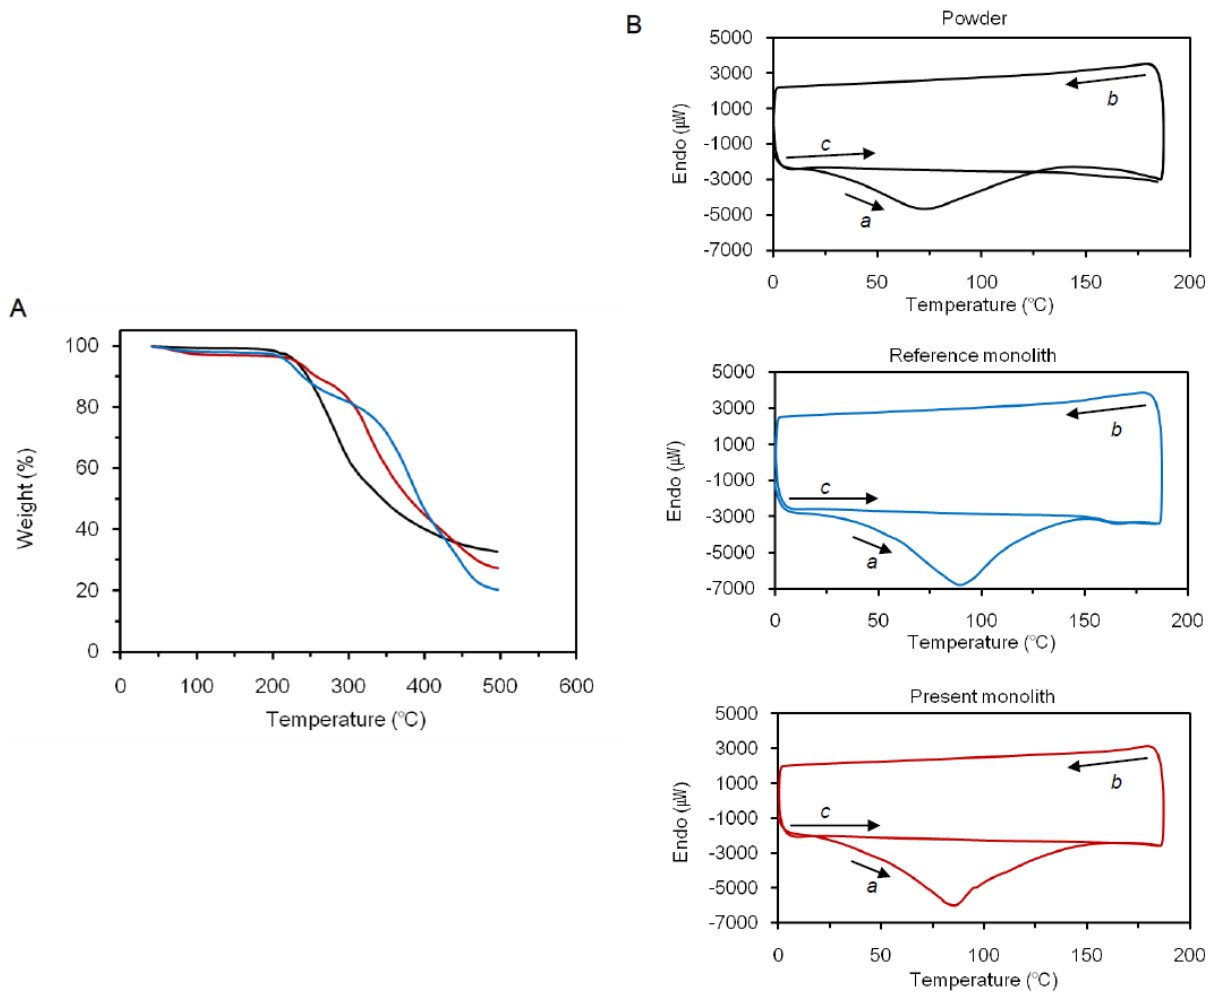 A
100
80
60
40
20
0
Weight (%)
0 100 200 300 400 500 600
Temperature (℃)
B
Powder
5000
3000
1000
-1000
-3000
-5000
-7000
Endo (㎼)
a
b
c
0 50 100 150 200
Temperature (℃)
Reference monolith
5000
3000
1000
-1000
-3000
-5000
-7000
Endo (㎼)
a
b
c
0 50 100 150 200
Temperature (℃)
Present monolith
5000
3000
1000
-1000
-3000
-5000
-7000
Endo (㎼)
a
b
c
0 50 100 150 200
Temperature (℃)